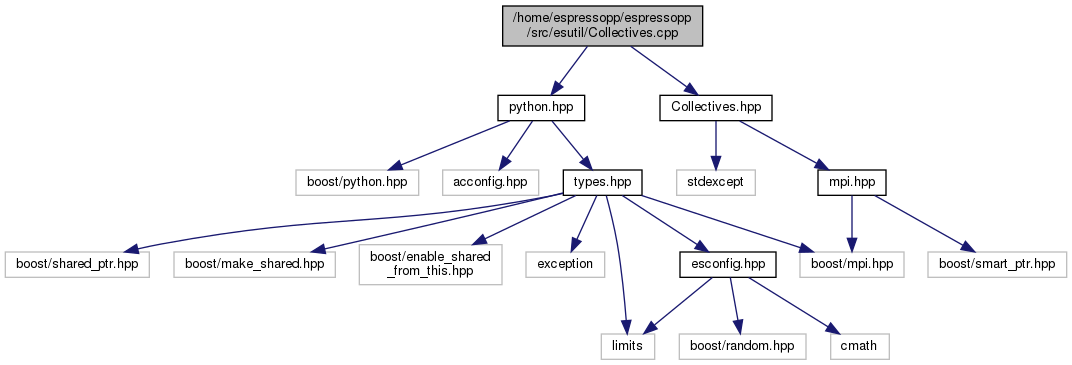 /home/espressopp/espressopp
/src/esutil/Collectives.cpp
python.hpp
Collectives.hpp
boost/python.hpp
acconfig.hpp
types.hpp
stdexcept
mpi.hpp
boost/shared_ptr.hpp
boost/make_shared.hpp
boost/enable_shared
_from_this.hpp
exception
esconfig.hpp
boost/mpi.hpp
boost/smart_ptr.hpp
limits
boost/random.hpp
cmath